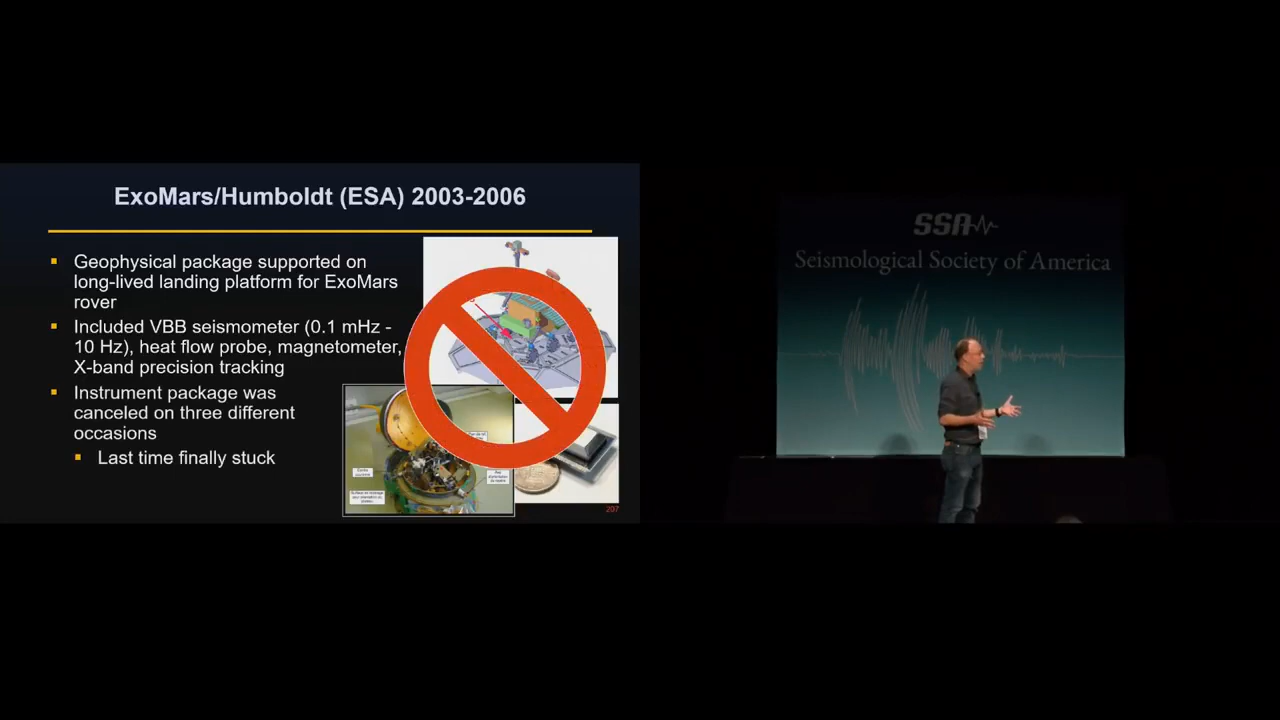 ExoMars/Humboldt (ESA) 2003-2006
▪ Geophysical package supported on
long-lived landing platform for ExoMars
rover
▪ Included VBB seismometer (0.1 mHz -
10 Hz), heat flow probe, magnetometer,
X-band precision tracking
▪ Instrument package was
canceled on three different
occasions
▪ Last time finally stuck
207
SSA
Seismological Society of America